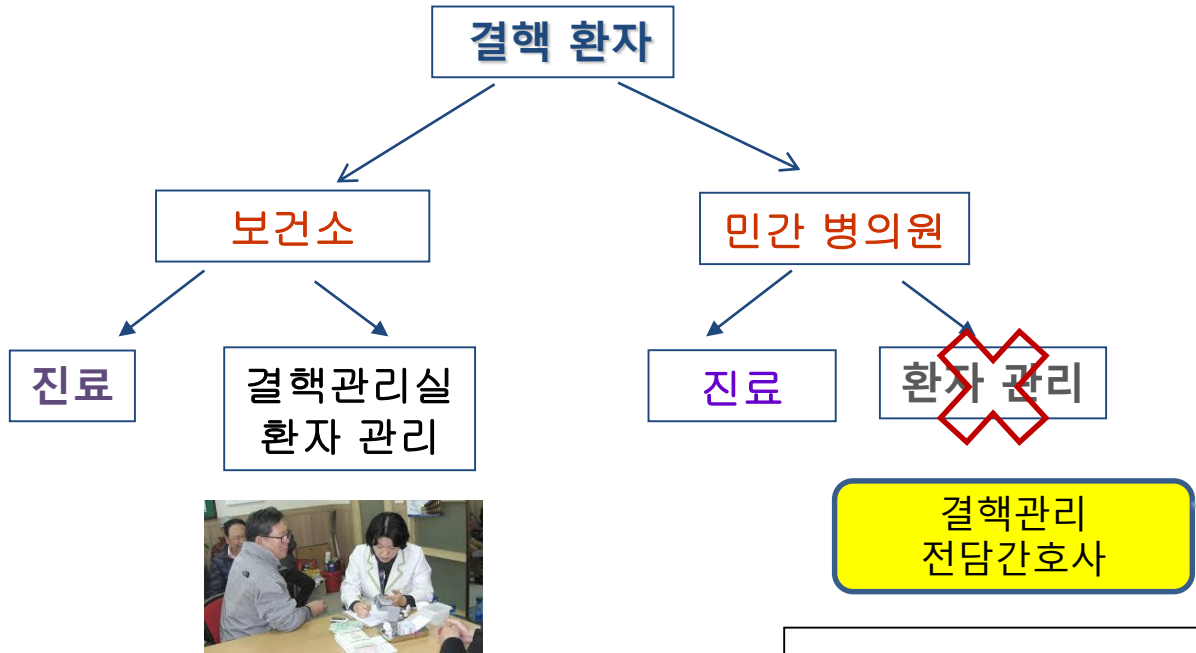 결핵 환자
보건소
민간 병의원
진료
결핵관리실
환자 관리
진료
환자 관리
결핵관리
전담간호사